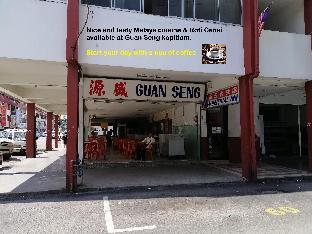 Nice and tasty Malaya cuisine & Roti Canai
available at Guan Seng kopitiam.
Start your day with a cup of coffee
源成 GUAN SENG